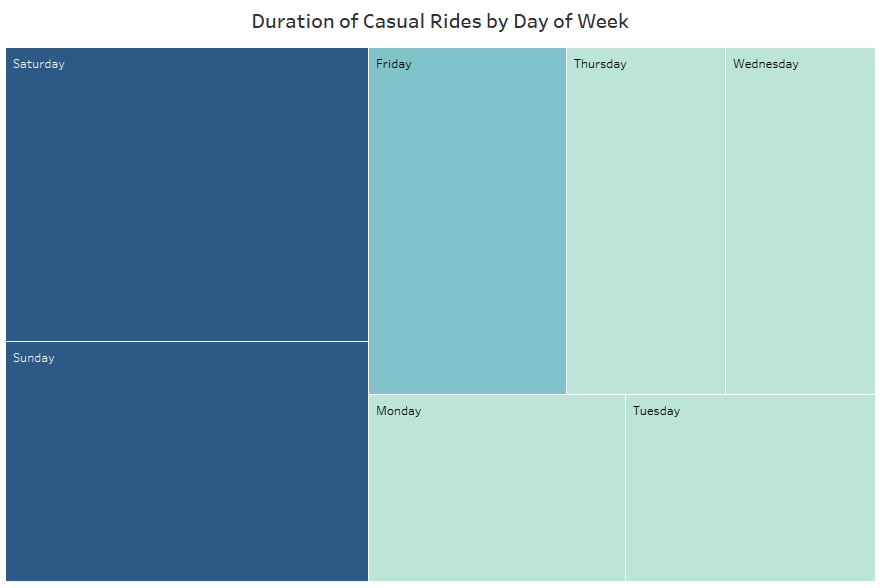 Duration of Casual Rides by Day of Week
Saturday
Friday
Thursday
Wednesday
Sunday
Monday
Tuesday